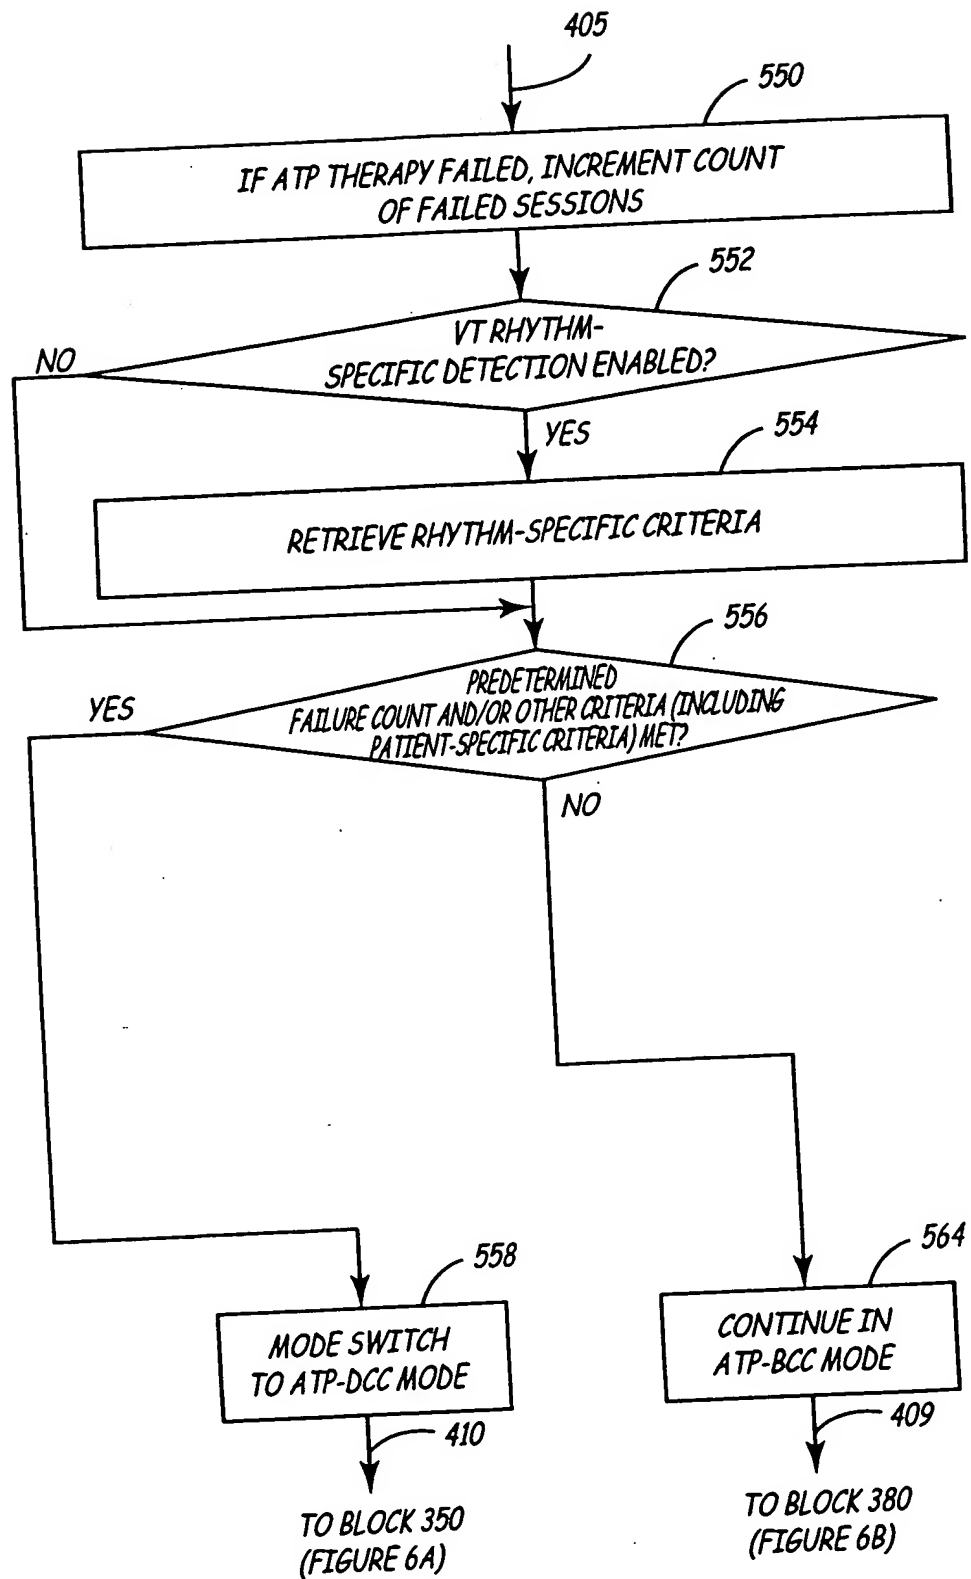 405
550
IF ATP THERAPY FAILED, INCREMENT COUNT
OF FAILED SESSIONS
552
VT RHYTHM-
SPECIFIC DETECTION ENABLED?
NO
YES
554
RETRIEVE RHYTHM-SPECIFIC CRITERIA
556
PREDETERMINED
FAILURE COUNT AND/OR OTHER CRITERIA (INCLUDING
PATIENT-SPECIFIC CRITERIA) MET?
YES
NO
558
MODE SWITCH
TO ATP-DCC MODE
410
TO BLOCK 350
(FIGURE 6A)
564
CONTINUE IN
ATP-BCC MODE
409
TO BLOCK 380
(FIGURE 6B)